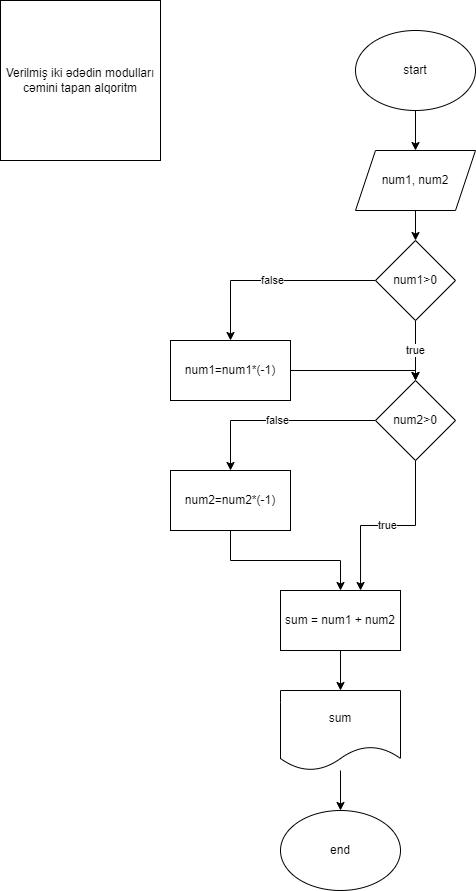 Verilmiş iki ədədin modulları
cəmini tapan alqoritm
start
num1, num2
num1>0
false
true
num1=num1*(-1)
num2>0
false
num2=num2*(-1)
true
sum = num1 + num2
sum
end